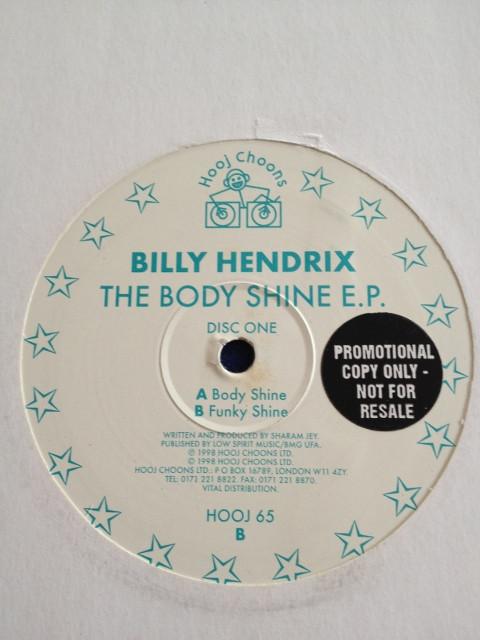 Hooj Choons
BILLY HENDRIX
THE BODY SHINE E.P.
DISC ONE
A Body Shine
B Funky Shine
PROMOTIONAL
COPY ONLY -
NOT FOR
RESALE
WRITTEN AND PRODUCED BY SHARAM JEY.
PUBLISHED BY LOW SPIRIT MUSIC/BMG UFA.
℗ 1998 HOOJ CHOONS LTD.
© 1998 HOOJ CHOONS LTD.
HOOJ CHOONS LTD.: P O BOX 16789, LONDON W11 4ZY.
TEL: 0171 221 8822. FAX: 0171 221 8870.
VITAL DISTRIBUTION.
HOOJ 65
B